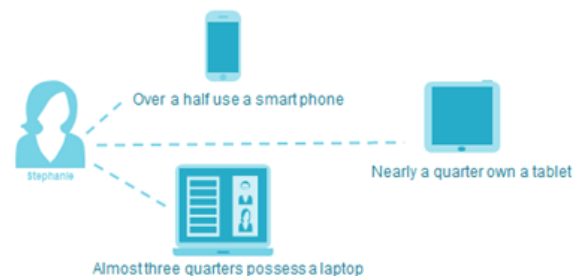 Over a half use a smart phone
Stephanie
Nearly a quarter own a tablet
Almost three quarters possess a laptop